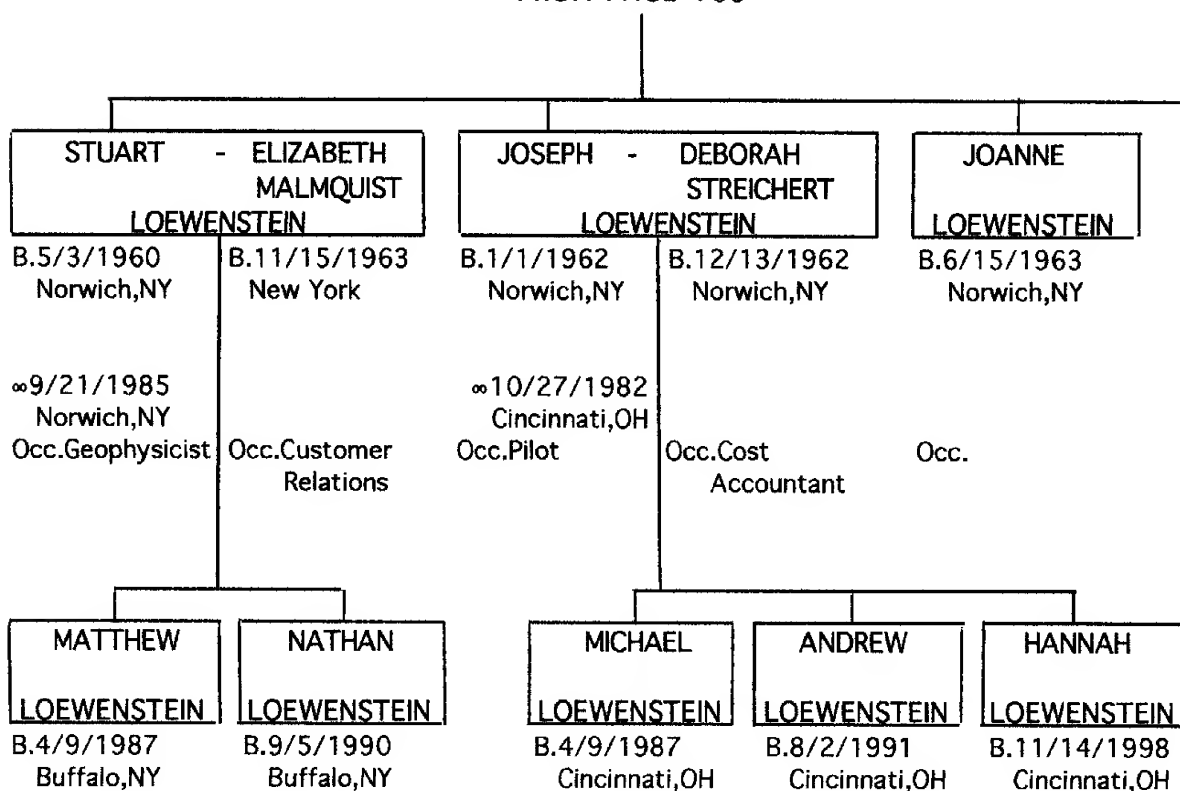 STUART - ELIZABETH
MALMQUIST
LOEWENSTEIN
B.5/3/1960 B.11/15/1963
Norwich,NY New York
∞9/21/1985
Norwich,NY
Occ.Geophysicist Occ.Customer
Relations
JOSEPH - DEBORAH
STREICHERT
LOEWENSTEIN
B.1/1/1962 B.12/13/1962
Norwich,NY Norwich,NY
∞10/27/1982
Cincinnati,OH
Occ.Pilot Occ.Cost
Accountant
JOANNE
LOEWENSTEIN
B.6/15/1963
Norwich,NY
Occ.
MATTHEW
LOEWENSTEIN
B.4/9/1987
Buffalo,NY
NATHAN
LOEWENSTEIN
B.9/5/1990
Buffalo,NY
MICHAEL
LOEWENSTEIN
B.4/9/1987
Cincinnati,OH
ANDREW
LOEWENSTEIN
B.8/2/1991
Cincinnati,OH
HANNAH
LOEWENSTEIN
B.11/14/1998
Cincinnati,OH